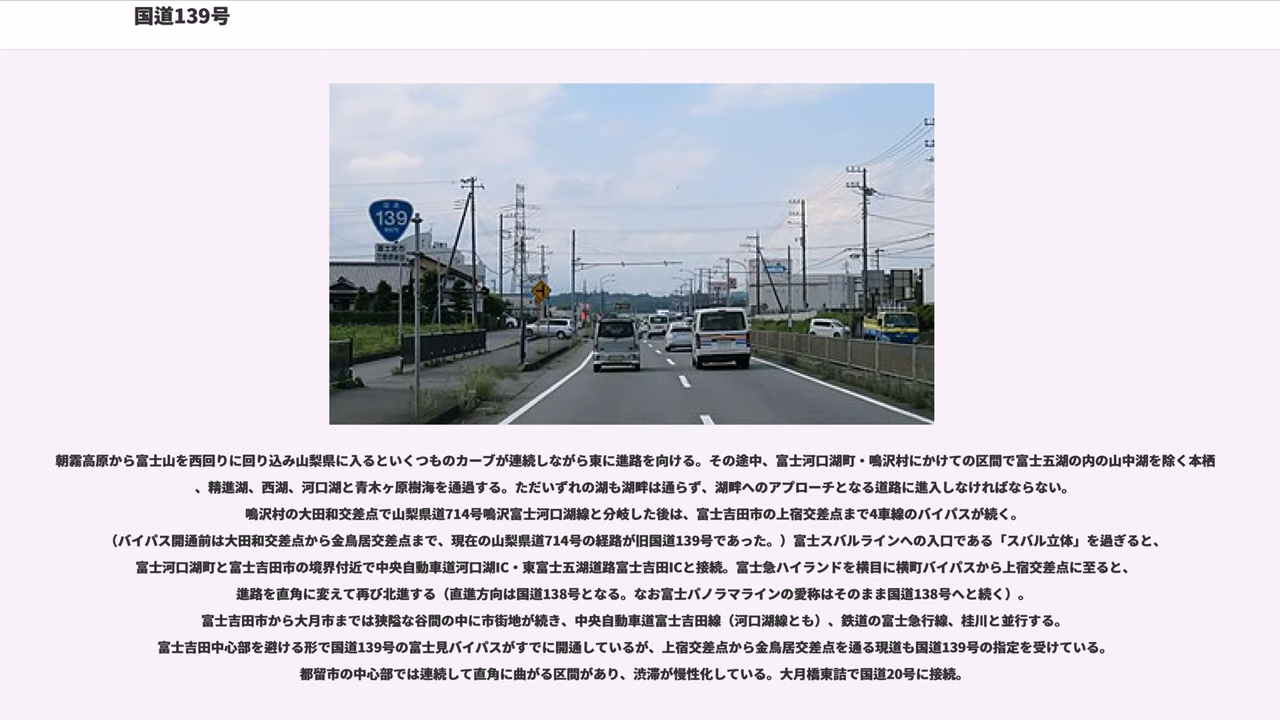 国道139号
国道
139
富士宮市
朝霧高原から富士山を西回りに回り込み山梨県に入るといくつものカーブが連続しながら東に進路を向ける。その途中、富士河口湖町・鳴沢村にかけての区間で富士五湖の内の山中湖を除く本栖
、精進湖、西湖、河口湖と青木ヶ原樹海を通過する。ただいずれの湖も湖畔は通らず、湖畔へのアプローチとなる道路に進入しなければならない。
鳴沢村の大田和交差点で山梨県道714号鳴沢富士河口湖線と分岐した後は、富士吉田市の上宿交差点まで4車線のバイパスが続く。
（バイパス開通前は大田和交差点から金鳥居交差点まで、現在の山梨県道714号の経路が旧国道139号であった。）富士スバルラインへの入口である「スバル立体」を過ぎると、
富士河口湖町と富士吉田市の境界付近で中央自動車道河口湖IC・東富士五湖道路富士吉田ICと接続。富士急ハイランドを横目に横町バイパスから上宿交差点に至ると、
進路を直角に変えて再び北進する（直進方向は国道138号となる。なお富士パノラマラインの愛称はそのまま国道138号へと続く）。
富士吉田市から大月市までは狭隘な谷間の中に市街地が続き、中央自動車道富士吉田線（河口湖線とも）、鉄道の富士急行線、桂川と並行する。
富士吉田中心部を避ける形で国道139号の富士見バイパスがすでに開通しているが、上宿交差点から金鳥居交差点を通る現道も国道139号の指定を受けている。
都留市の中心部では連続して直角に曲がる区間があり、渋滞が慢性化している。大月橋東詰で国道20号に接続。